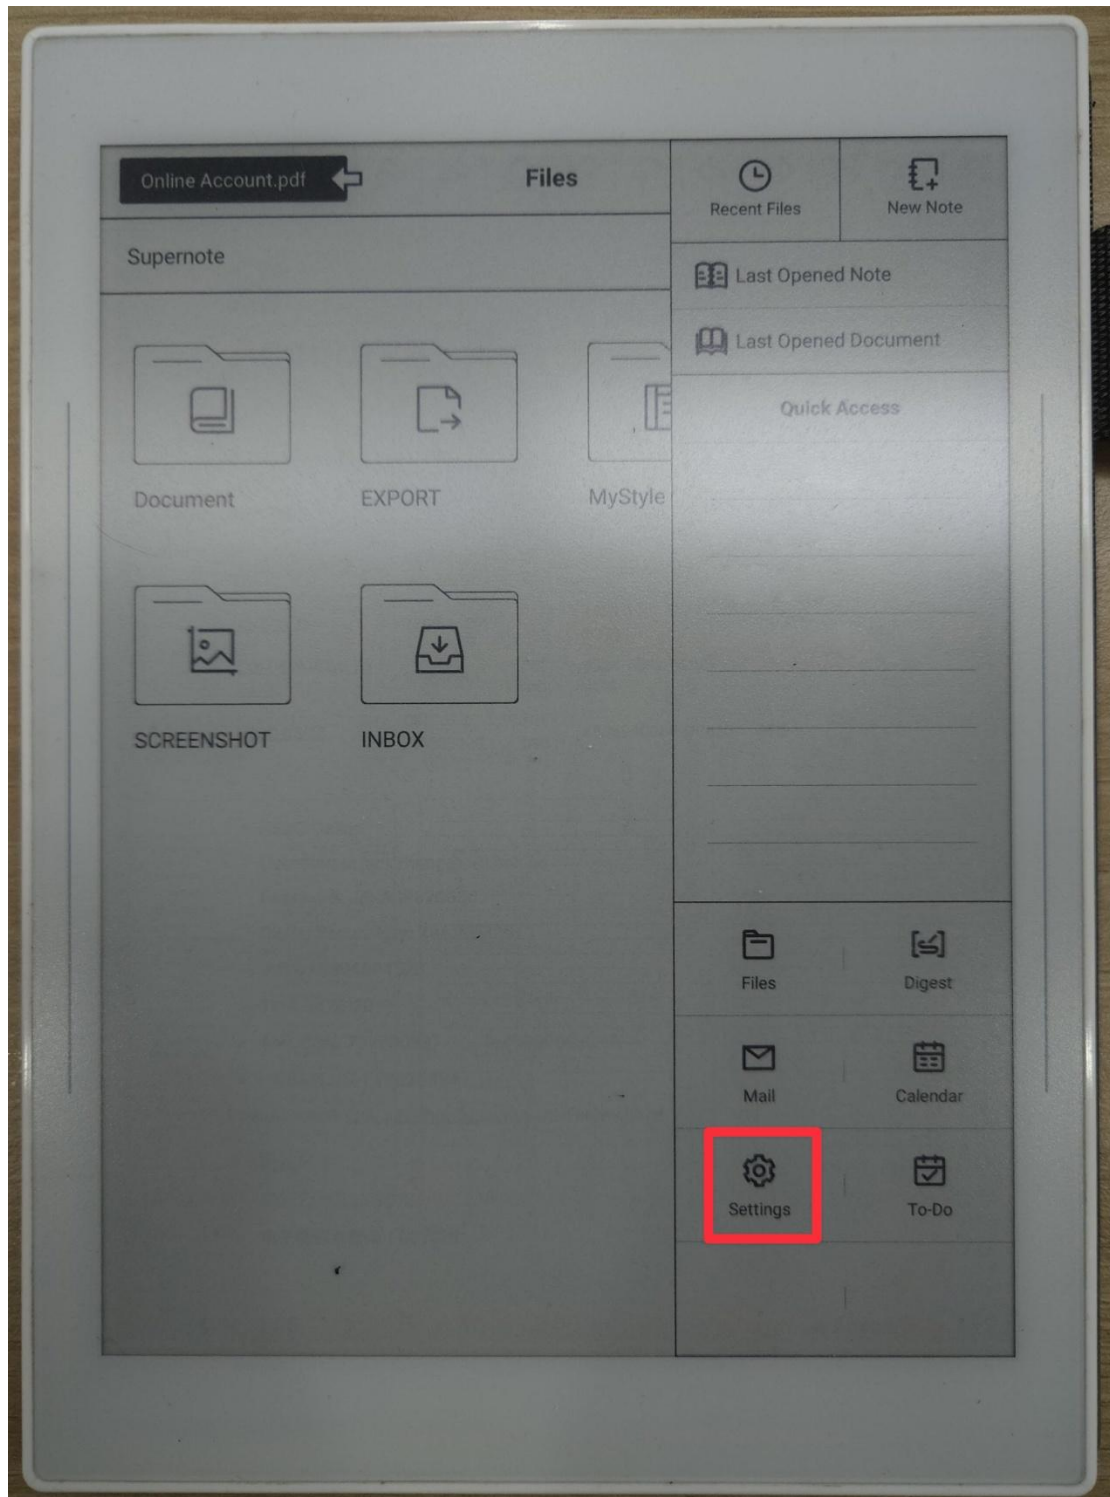 Online Account.pdf
Files
Supernote
Document
EXPORT
MyStyle
SCREENSHOT
INBOX
Recent Files
New Note
Last Opened Note
Last Opened Document
Quick Access
Files
Digest
Mail
Calendar
Settings
To-Do